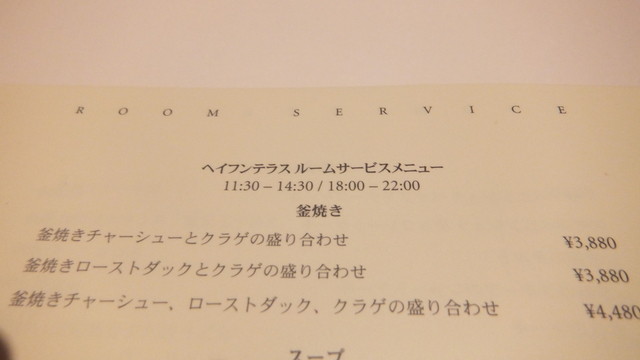 ROOM SERVICE
ヘイフンテラス ルームサービスメニュー
11:30 – 14:30 / 18:00 – 22:00
釜焼き
釜焼きチャーシューとクラゲの盛り合わせ ¥3,880
釜焼きローストダックとクラゲの盛り合わせ ¥3,880
釜焼きチャーシュー、ローストダック、クラゲの盛り合わせ ¥4,480
スープ